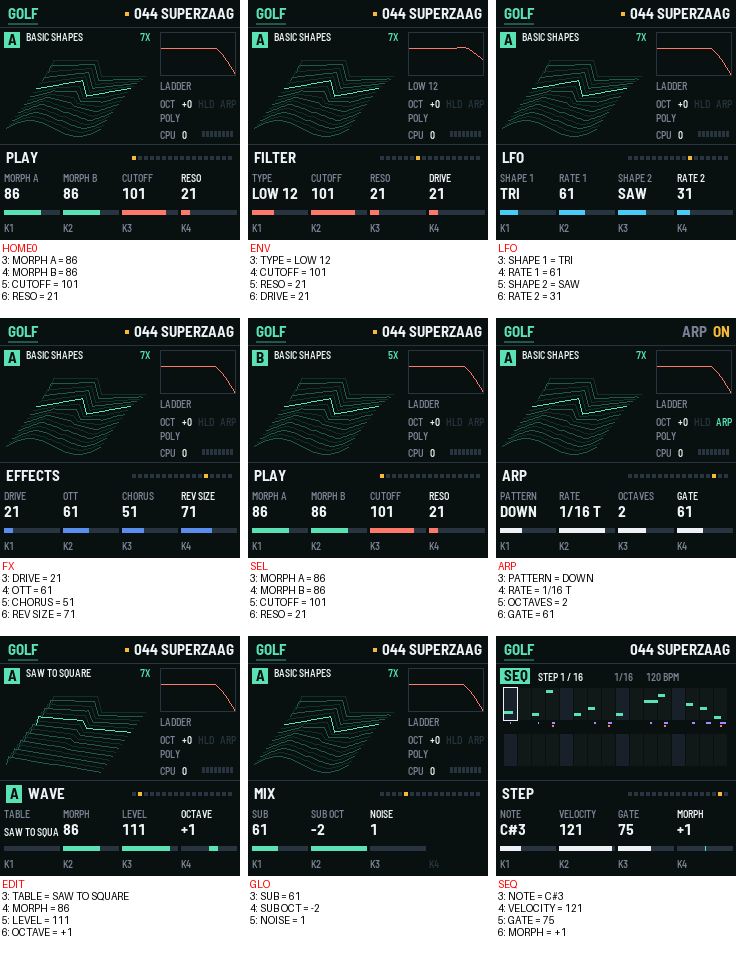 GOLF 044 SUPERZAAG
A BASIC SHAPES 7X
LADDER
OCT +0 HLD ARP
POLY
CPU 0
PLAY
MORPH A MORPH B CUTOFF RESO
86 86 101 21
K1 K2 K3 K4
HOME0
3: MORPH A = 86
4: MORPH B = 86
5: CUTOFF = 101
6: RESO = 21
GOLF 044 SUPERZAAG
A BASIC SHAPES 7X
LOW 12
OCT +0 HLD ARP
POLY
CPU 0
FILTER
TYPE CUTOFF RESO DRIVE
LOW 12 101 21 21
K1 K2 K3 K4
ENV
3: TYPE = LOW 12
4: CUTOFF = 101
5: RESO = 21
6: DRIVE = 21
GOLF 044 SUPERZAAG
A BASIC SHAPES 7X
LADDER
OCT +0 HLD ARP
POLY
CPU 0
LFO
SHAPE 1 RATE 1 SHAPE 2 RATE 2
TRI 61 SAW 31
K1 K2 K3 K4
LFO
3: SHAPE 1 = TRI
4: RATE 1 = 61
5: SHAPE 2 = SAW
6: RATE 2 = 31
GOLF 044 SUPERZAAG
A BASIC SHAPES 7X
LADDER
OCT +0 HLD ARP
POLY
CPU 0
EFFECTS
DRIVE OTT CHORUS REV SIZE
21 61 51 71
K1 K2 K3 K4
FX
3: DRIVE = 21
4: OTT = 61
5: CHORUS = 51
6: REV SIZE = 71
GOLF 044 SUPERZAAG
B BASIC SHAPES 5X
LADDER
OCT +0 HLD ARP
POLY
CPU 0
PLAY
MORPH A MORPH B CUTOFF RESO
86 86 101 21
K1 K2 K3 K4
SEL
3: MORPH A = 86
4: MORPH B = 86
5: CUTOFF = 101
6: RESO = 21
GOLF ARP ON
A BASIC SHAPES 7X
LADDER
OCT +0 HLD ARP
POLY
CPU 0
ARP
PATTERN RATE OCTAVES GATE
DOWN 1/16 T 2 61
K1 K2 K3 K4
ARP
3: PATTERN = DOWN
4: RATE = 1/16 T
5: OCTAVES = 2
6: GATE = 61
GOLF 044 SUPERZAAG
A SAW TO SQUARE 7X
LADDER
OCT +0 HLD ARP
POLY
CPU 0
A WAVE
TABLE MORPH LEVEL OCTAVE
SAW TO SQUA 86 111 +1
K1 K2 K3 K4
EDIT
3: TABLE = SAW TO SQUARE
4: MORPH = 86
5: LEVEL = 111
6: OCTAVE = +1
GOLF 044 SUPERZAAG
A BASIC SHAPES 7X
LADDER
OCT +0 HLD ARP
POLY
CPU 0
MIX
SUB SUB OCT NOISE
61 -2 1
K1 K2 K3 K4
GLO
3: SUB = 61
4: SUB OCT = -2
5: NOISE = 1
GOLF 044 SUPERZAAG
SEQ STEP 1 / 16 1/16 120 BPM
STEP
NOTE VELOCITY GATE MORPH
C#3 121 75 +1
K1 K2 K3 K4
SEQ
3: NOTE = C#3
4: VELOCITY = 121
5: GATE = 75
6: MORPH = +1